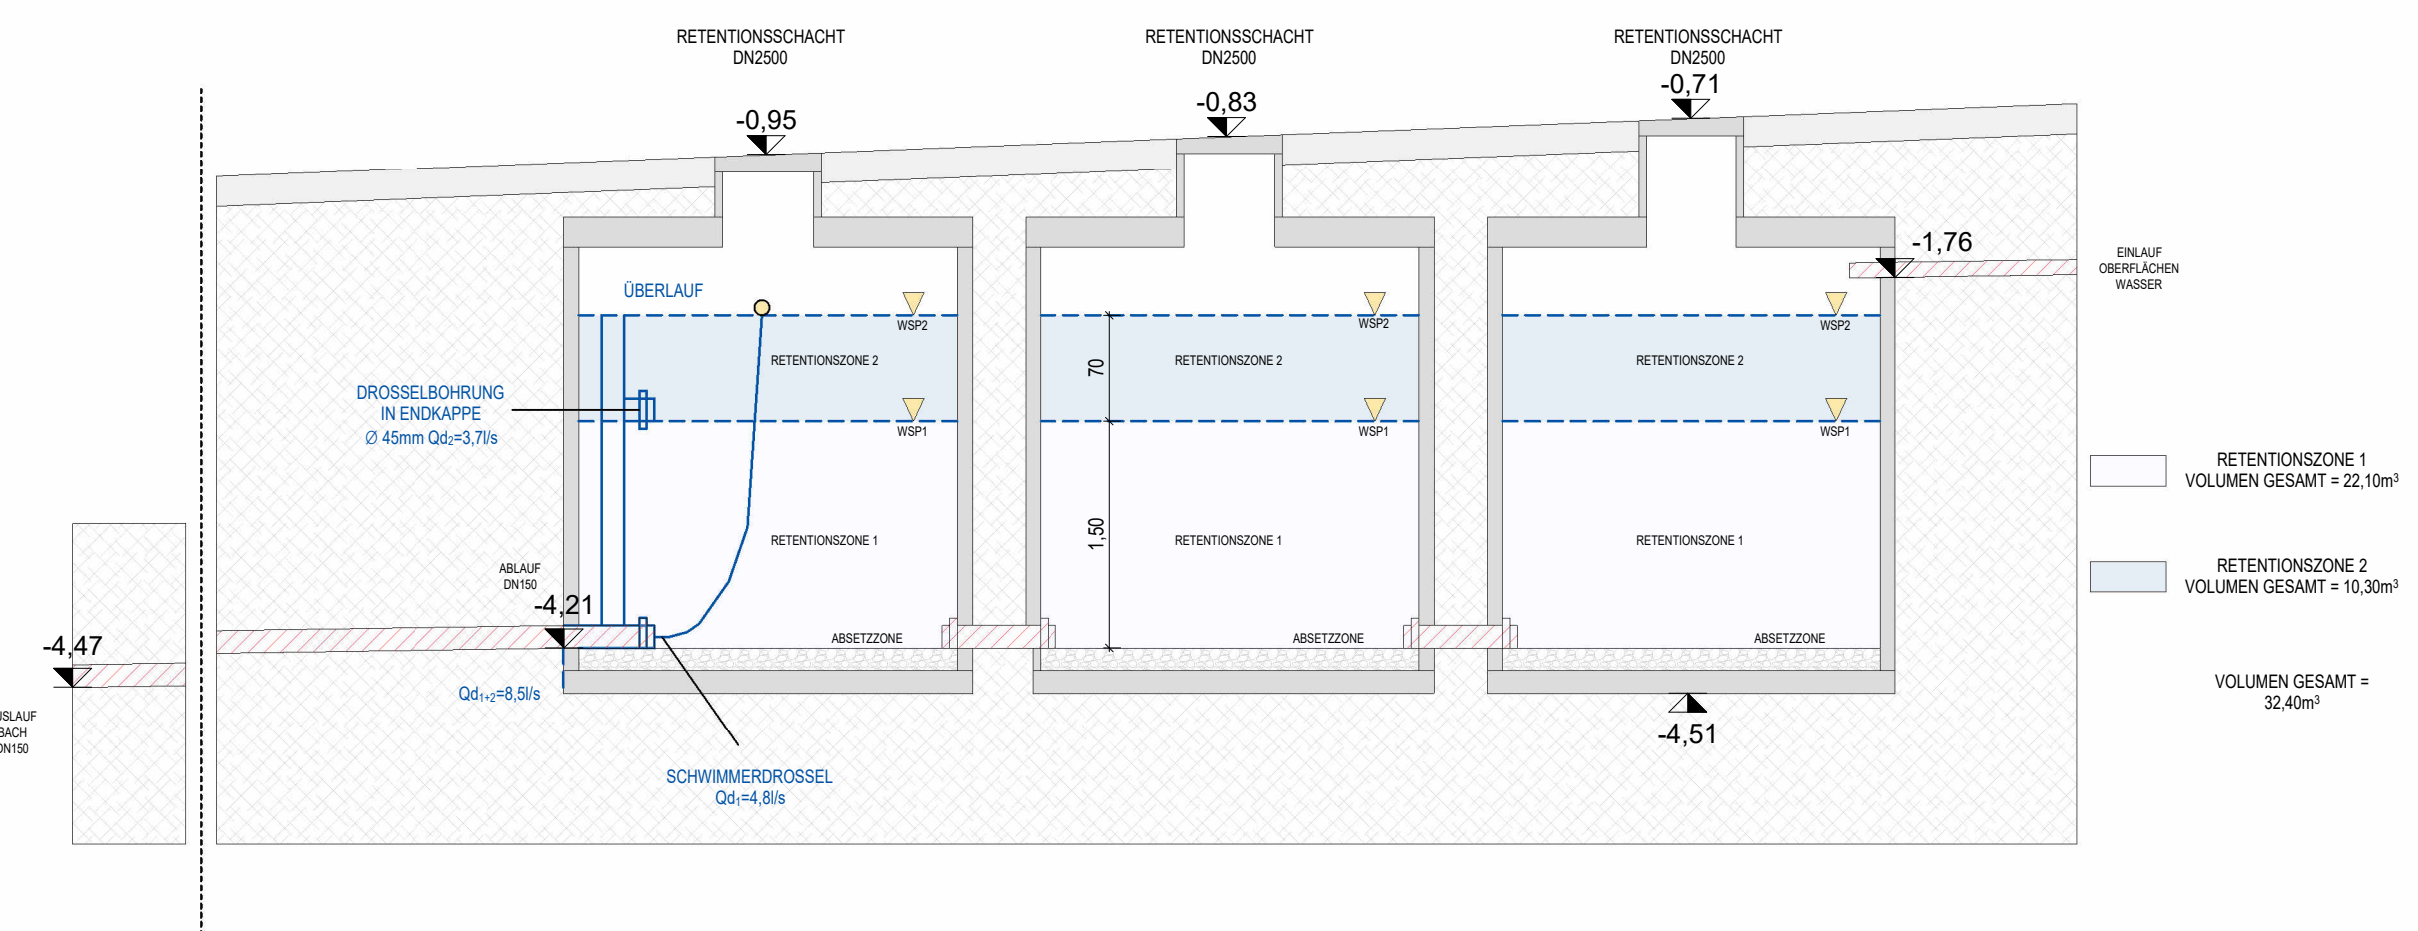 RETENTIONSSCHACHT
DN2500
-0,95
RETENTIONSSCHACHT
DN2500
-0,83
RETENTIONSSCHACHT
DN2500
-0,71
-1,76
EINLAUF
OBERFLÄCHEN
WASSER
ÜBERLAUF
WSP2
WSP2
WSP2
RETENTIONSZONE 2
70
RETENTIONSZONE 2
RETENTIONSZONE 2
DROSSELBOHRUNG
IN ENDKAPPE
Ø 45mm Qd₂=3,7l/s
WSP1
WSP1
WSP1
RETENTIONSZONE 1
VOLUMEN GESAMT = 22,10m³
RETENTIONSZONE 1
1,50
RETENTIONSZONE 1
RETENTIONSZONE 1
RETENTIONSZONE 2
VOLUMEN GESAMT = 10,30m³
ABLAUF
DN150
-4,21
-4,47
ABSETZZONE
ABSETZZONE
ABSETZZONE
Qd₁₊₂=8,5l/s
VOLUMEN GESAMT =
32,40m³
USLAUF
BACH
DN150
-4,51
SCHWIMMERDROSSEL
Qd₁=4,8l/s